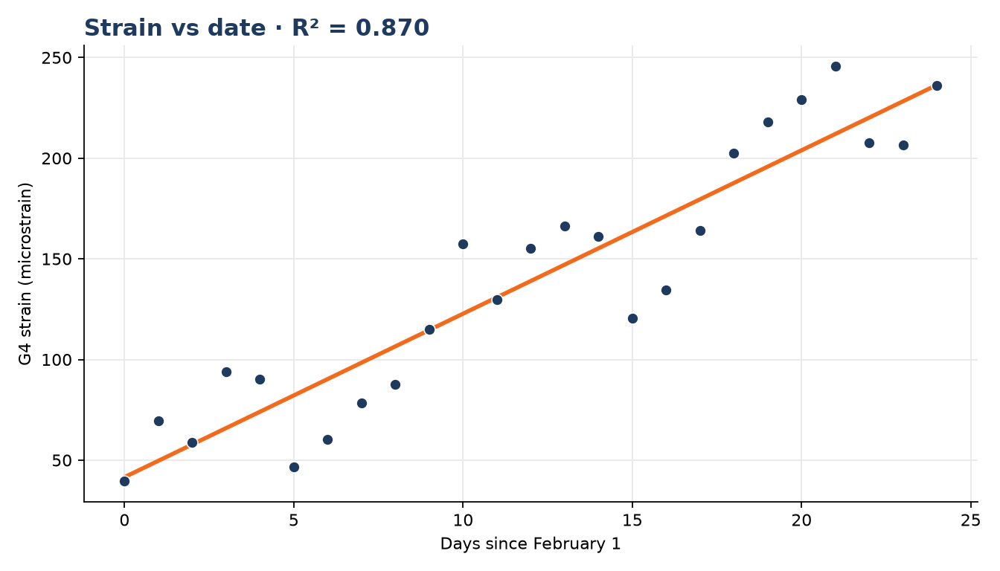 Strain vs date · R² = 0.870
250
200
150
100
50
G4 strain (microstrain)
0 5 10 15 20 25
Days since February 1